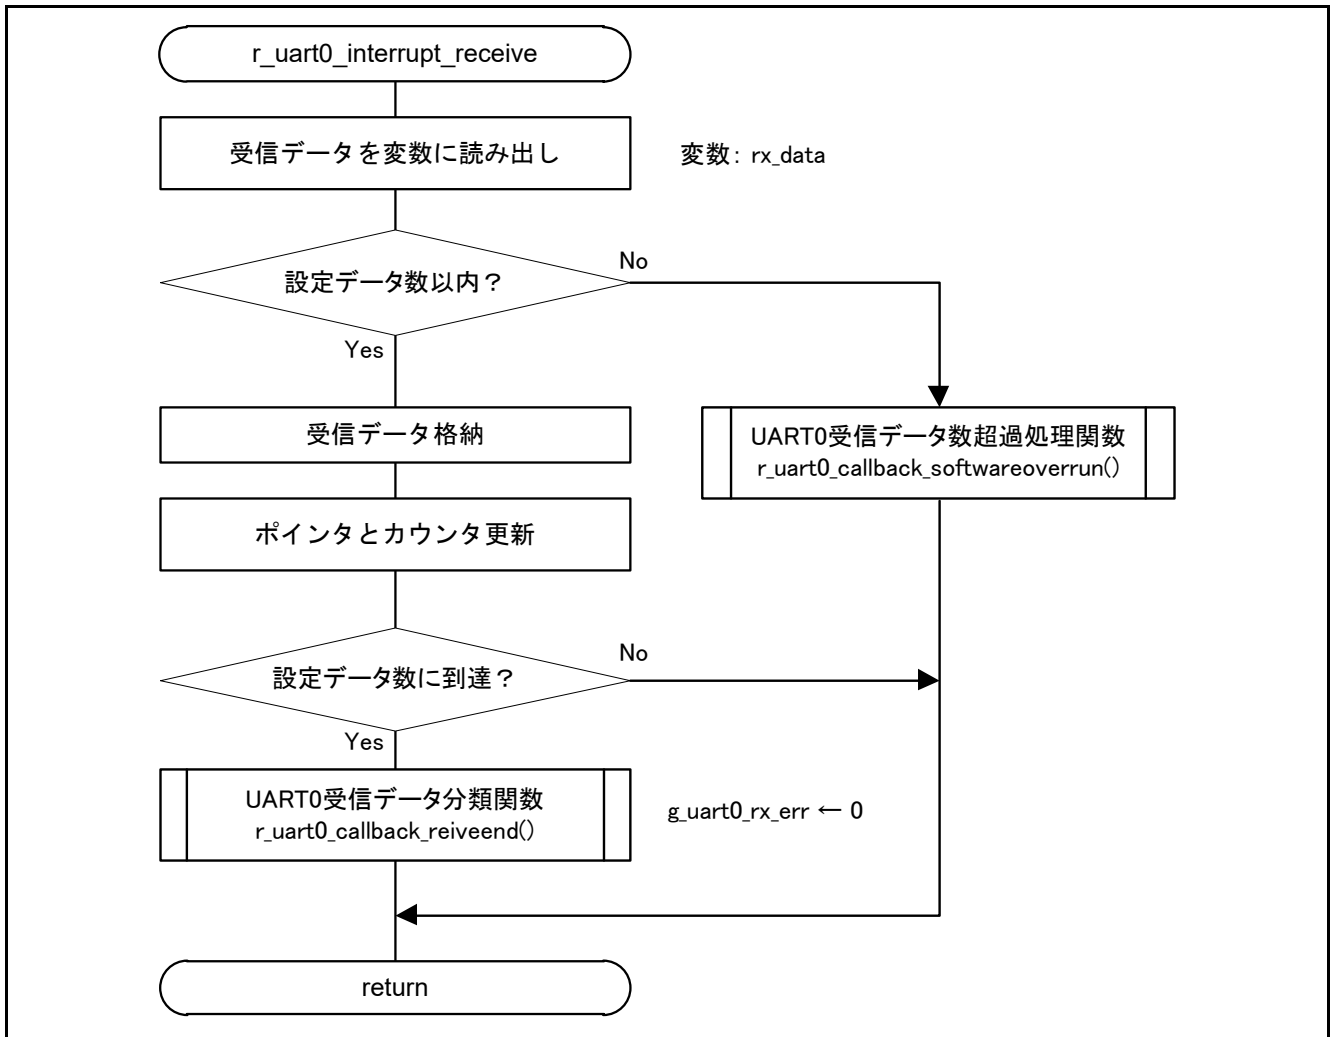 r_uart0_interrupt_receive
受信データを変数に読み出し
変数: rx_data
設定データ数以内？
No
Yes
受信データ格納
UART0受信データ数超過処理関数
r_uart0_callback_softwareoverrun()
ポインタとカウンタ更新
設定データ数に到達？
No
Yes
UART0受信データ分類関数
r_uart0_callback_reiveend()
g_uart0_rx_err ← 0
return